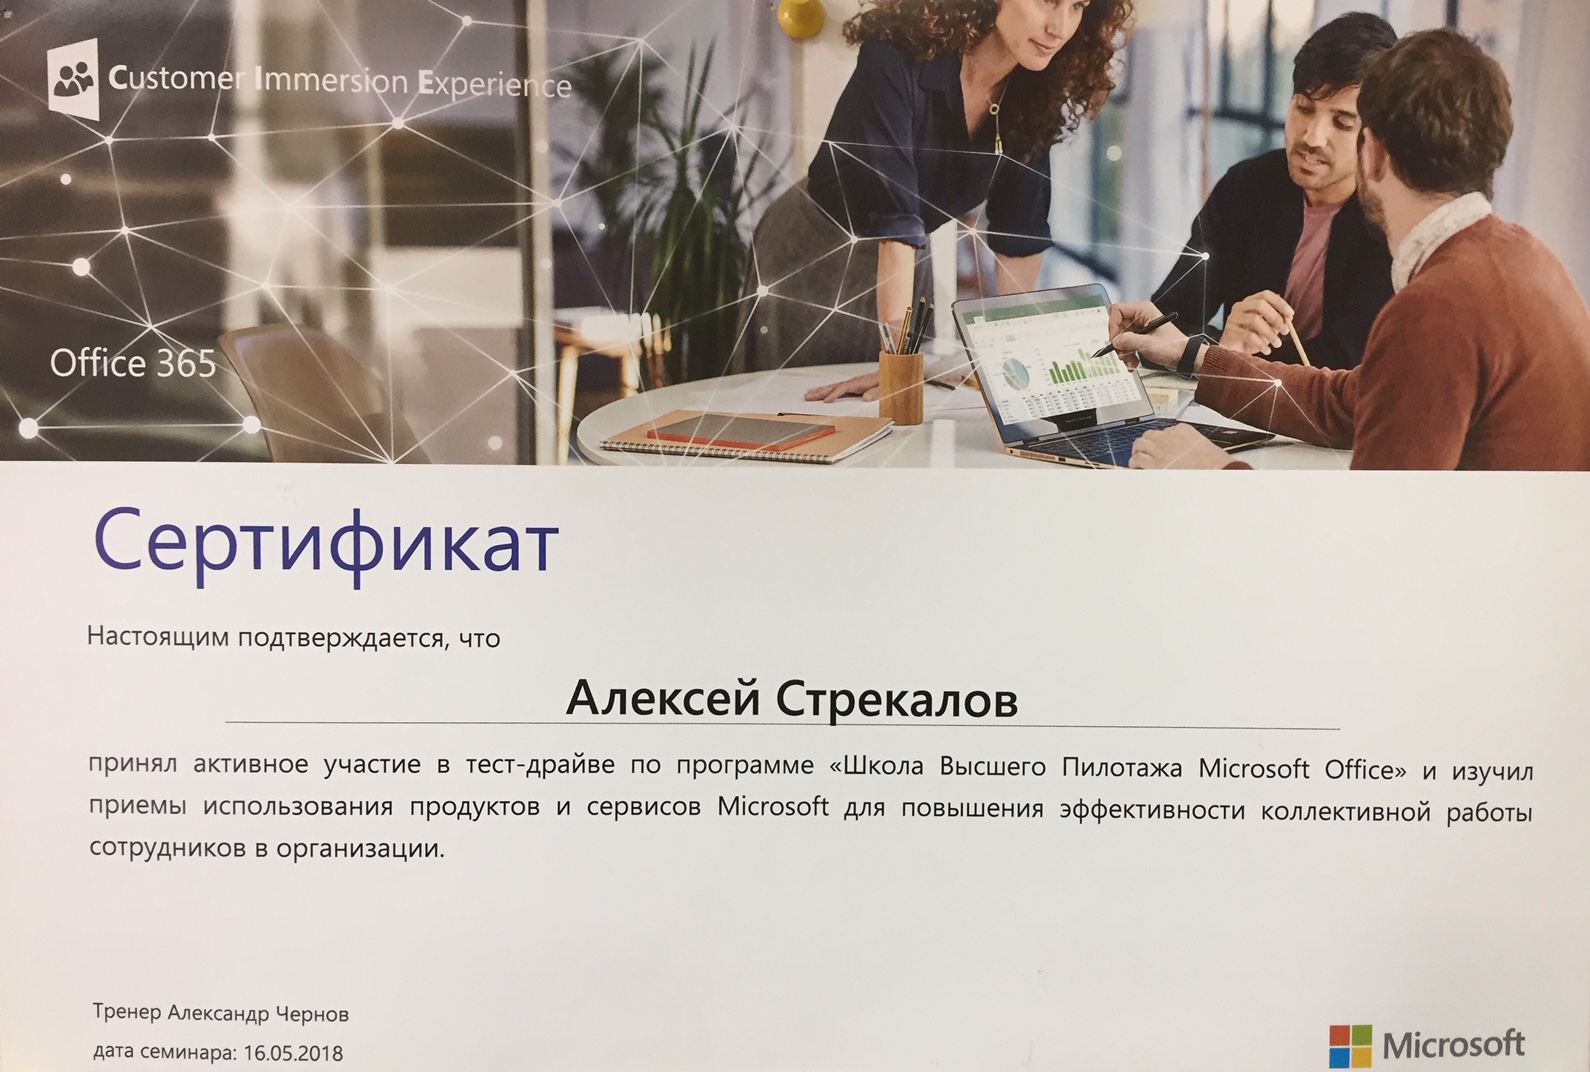 Customer Immersion Experience
Office 365
Сертификат
Настоящим подтверждается, что
Алексей Стрекалов
принял активное участие в тест-драйве по программе «Школа Высшего Пилотажа Microsoft Office» и изучил
приемы использования продуктов и сервисов Microsoft для повышения эффективности коллективной работы
сотрудников в организации.
Тренер Александр Чернов
дата семинара: 16.05.2018
Microsoft